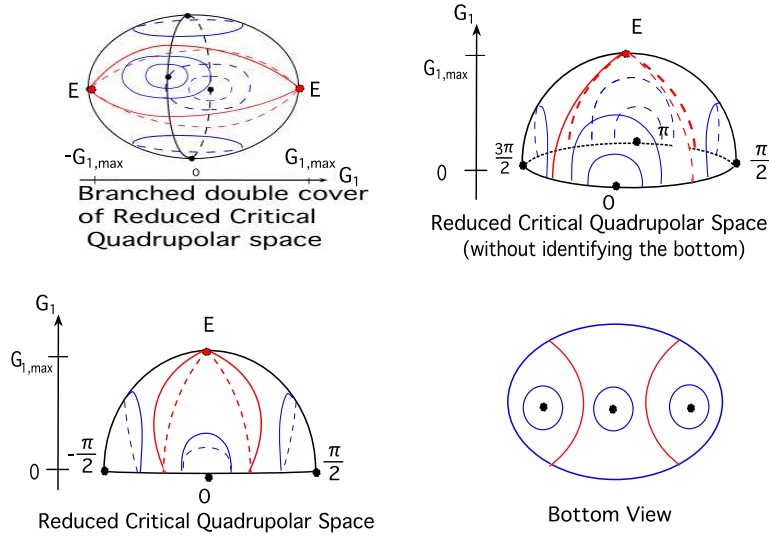 E
E
-G1,max
0
G1,max
G1
Branched double cover
of Reduced Critical
Quadrupolar space
G1
E
G1,max
π
3π/2
π/2
0
0
Reduced Critical Quadrupolar Space
(without identifying the bottom)
G1
E
G1,max
-π/2
π/2
0
0
Reduced Critical Quadrupolar Space
Bottom View